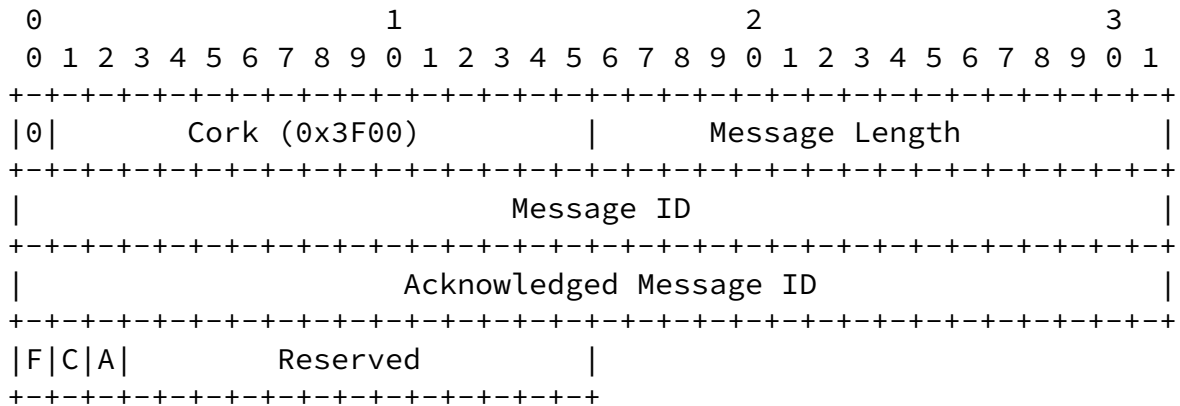 0                   1                   2                   3
 0 1 2 3 4 5 6 7 8 9 0 1 2 3 4 5 6 7 8 9 0 1 2 3 4 5 6 7 8 9 0 1
+-+-+-+-+-+-+-+-+-+-+-+-+-+-+-+-+-+-+-+-+-+-+-+-+-+-+-+-+-+-+-+-+
|0|       Cork (0x3F00)         |      Message Length           |
+-+-+-+-+-+-+-+-+-+-+-+-+-+-+-+-+-+-+-+-+-+-+-+-+-+-+-+-+-+-+-+-+
|                           Message ID                          |
+-+-+-+-+-+-+-+-+-+-+-+-+-+-+-+-+-+-+-+-+-+-+-+-+-+-+-+-+-+-+-+-+
|                     Acknowledged Message ID                   |
+-+-+-+-+-+-+-+-+-+-+-+-+-+-+-+-+-+-+-+-+-+-+-+-+-+-+-+-+-+-+-+-+
|F|C|A|        Reserved         |
+-+-+-+-+-+-+-+-+-+-+-+-+-+-+-+-+